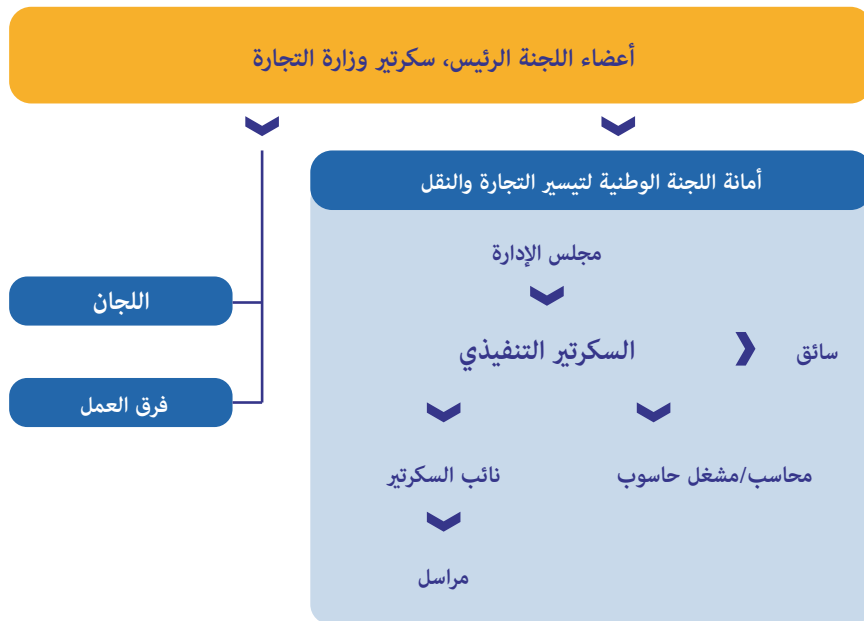 أعضاء اللجنة الرئيس، سكرتير وزارة التجارة
أمانة اللجنة الوطنية لتيسير التجارة والنقل
مجلس الإدارة
اللجان
السكرتير التنفيذي
سائق
فرق العمل
محاسب/مشغل حاسوب
نائب السكرتير
مراسل